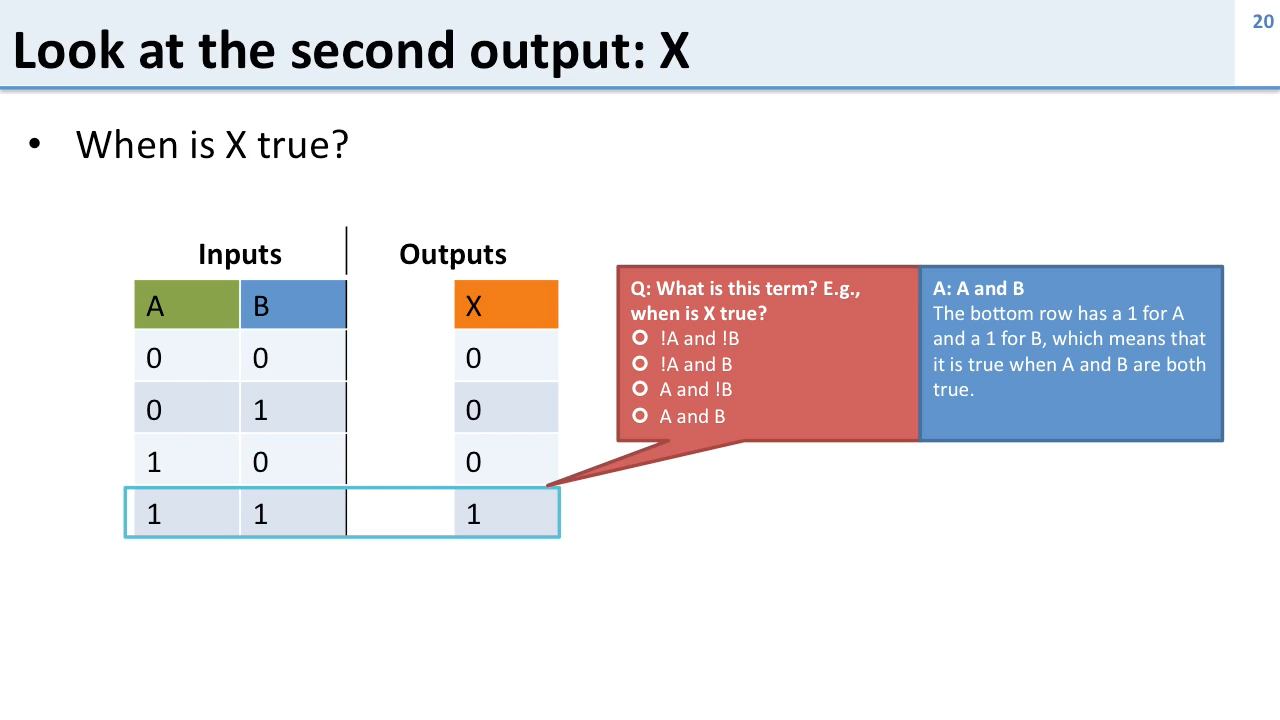 20
Look at the second output: X
• When is X true?
Inputs Outputs
A B X
0 0 0
0 1 0
1 0 0
1 1 1
Q: What is this term? E.g.,
when is X true?
!A and !B
!A and B
A and !B
A and B
A: A and B
The bottom row has a 1 for A
and a 1 for B, which means that
it is true when A and B are both
true.